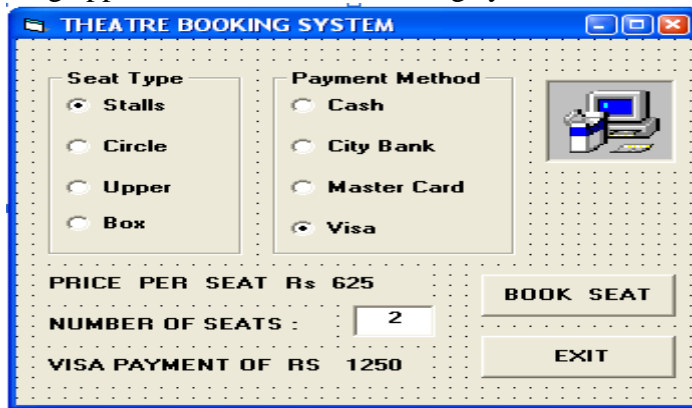 THEATRE BOOKING SYSTEM
Seat Type
Stalls
Circle
Upper
Box
Payment Method
Cash
City Bank
Master Card
Visa
PRICE PER SEAT Rs 625
NUMBER OF SEATS : 2
VISA PAYMENT OF RS 1250
BOOK SEAT
EXIT